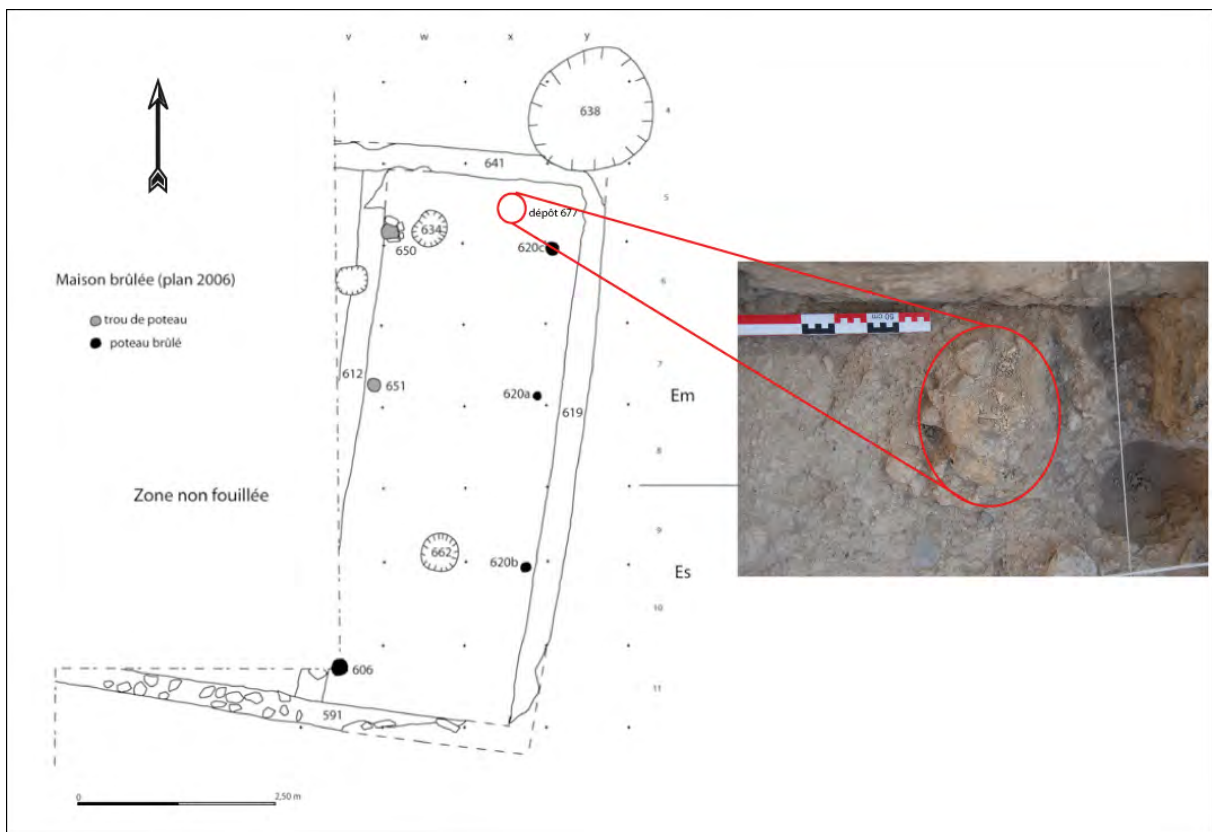 v w x y
638
4
641
5
dépôt 677
634
650
620c
Maison brûlée (plan 2006)
6
trou de poteau
poteau brûlé
7
612
651
620a
619
Em
8
Zone non fouillée
9
662
620b
Es
10
606
11
591
0 2,50 m
50 cm